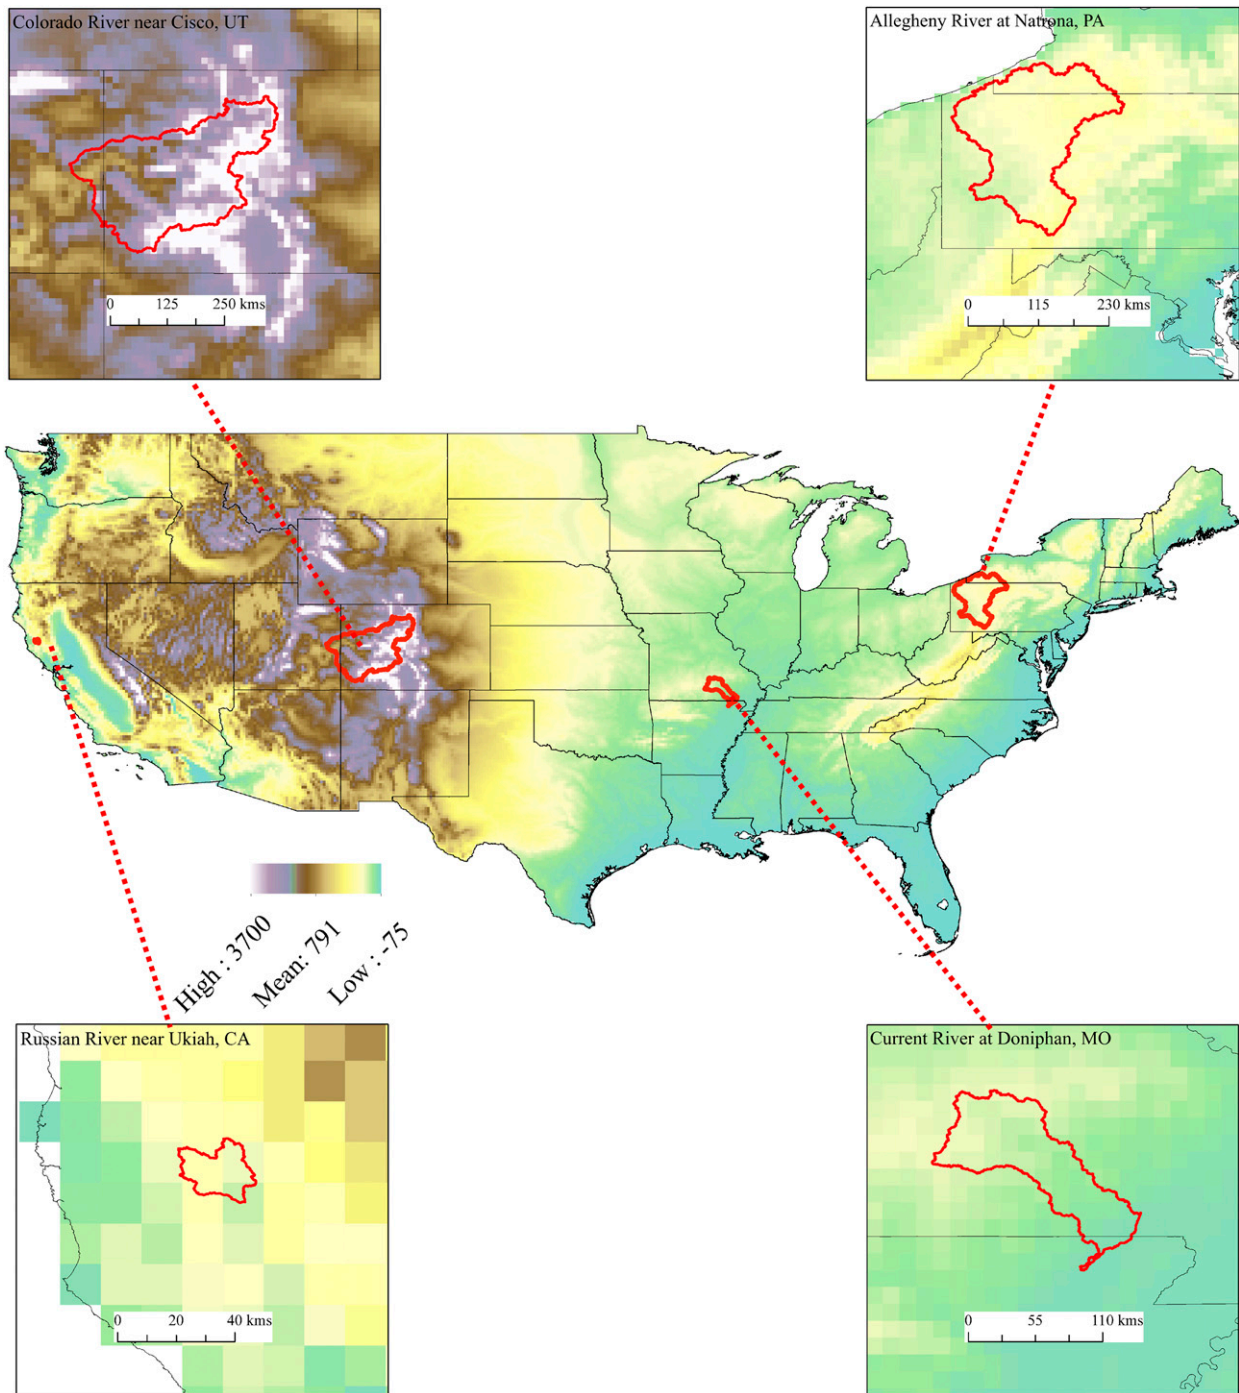 Colorado River near Cisco, UT
0 125 250 kms
Allegheny River at Natrona, PA
0 115 230 kms
High : 3700
Mean: 791
Low : -75
Russian River near Ukiah, CA
0 20 40 kms
Current River at Doniphan, MO
0 55 110 kms